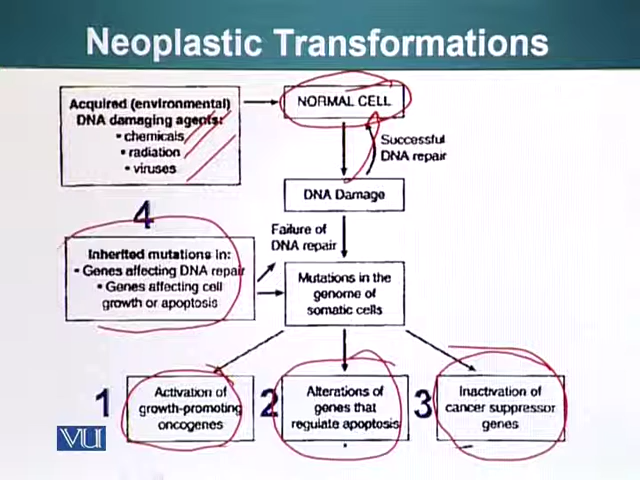 Neoplastic Transformations
Acquired (environmental)
DNA damaging agents:
• chemicals
• radiation
• viruses
NORMAL CELL
Successful
DNA repair
DNA Damage
4
Failure of
DNA repair
Inherited mutations in:
• Genes affecting DNA repair
• Genes affecting cell
growth or apoptosis
Mutations in the
genome of
somatic cells
1
Activation of
growth-promoting
oncogenes
2
Alterations of
genes that
regulate apoptosis
3
Inactivation of
cancer suppressor
genes
VU